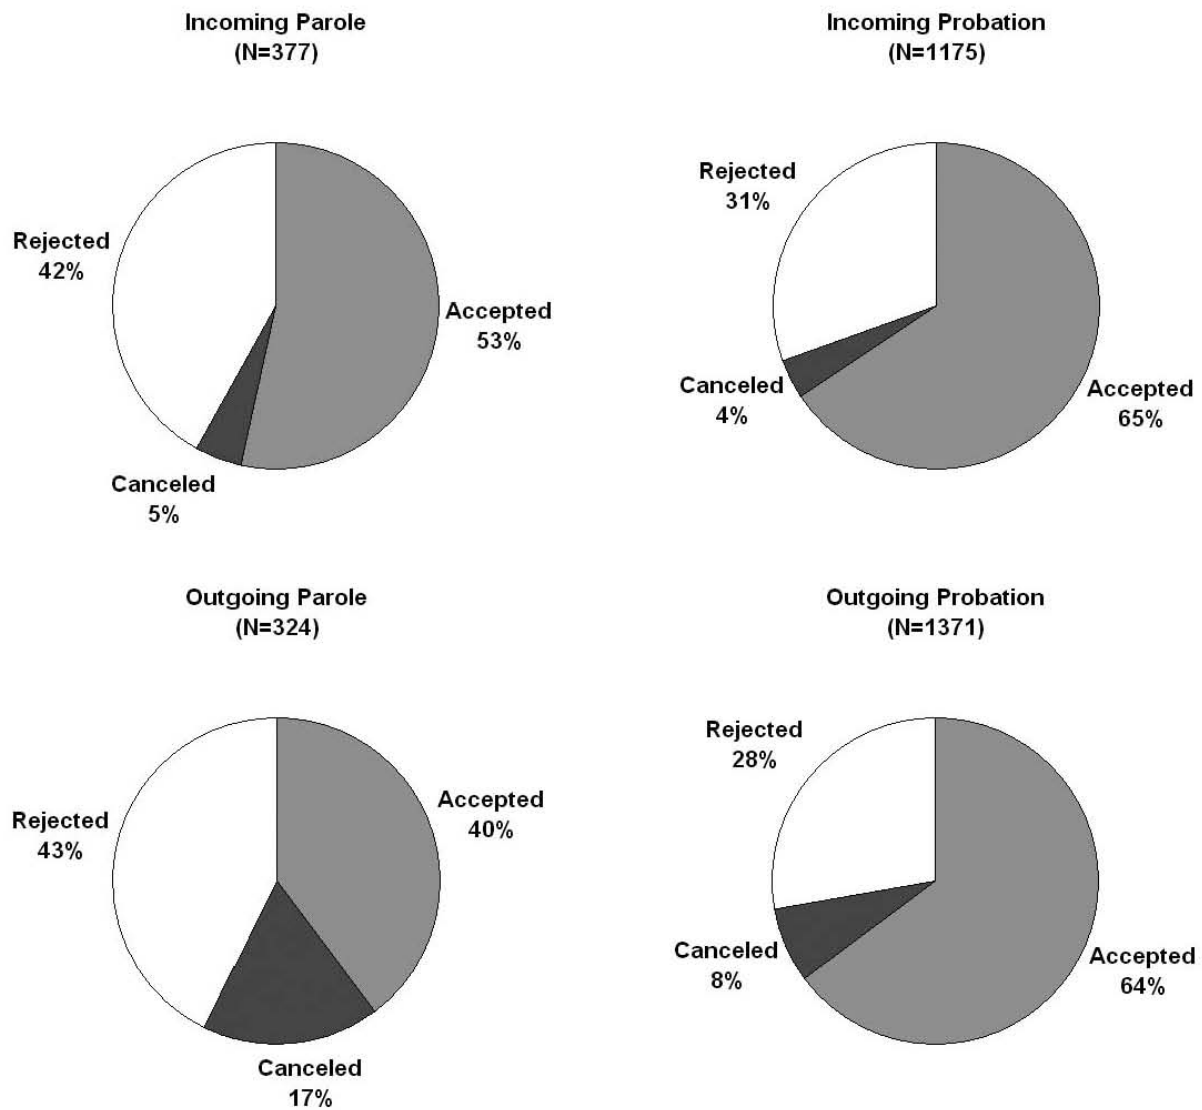 Incoming Parole
(N=377)
Rejected
42%
Accepted
53%
Canceled
5%
Incoming Probation
(N=1175)
Rejected
31%
Canceled
4%
Accepted
65%
Outgoing Parole
(N=324)
Accepted
40%
Rejected
43%
Canceled
17%
Outgoing Probation
(N=1371)
Rejected
28%
Canceled
8%
Accepted
64%